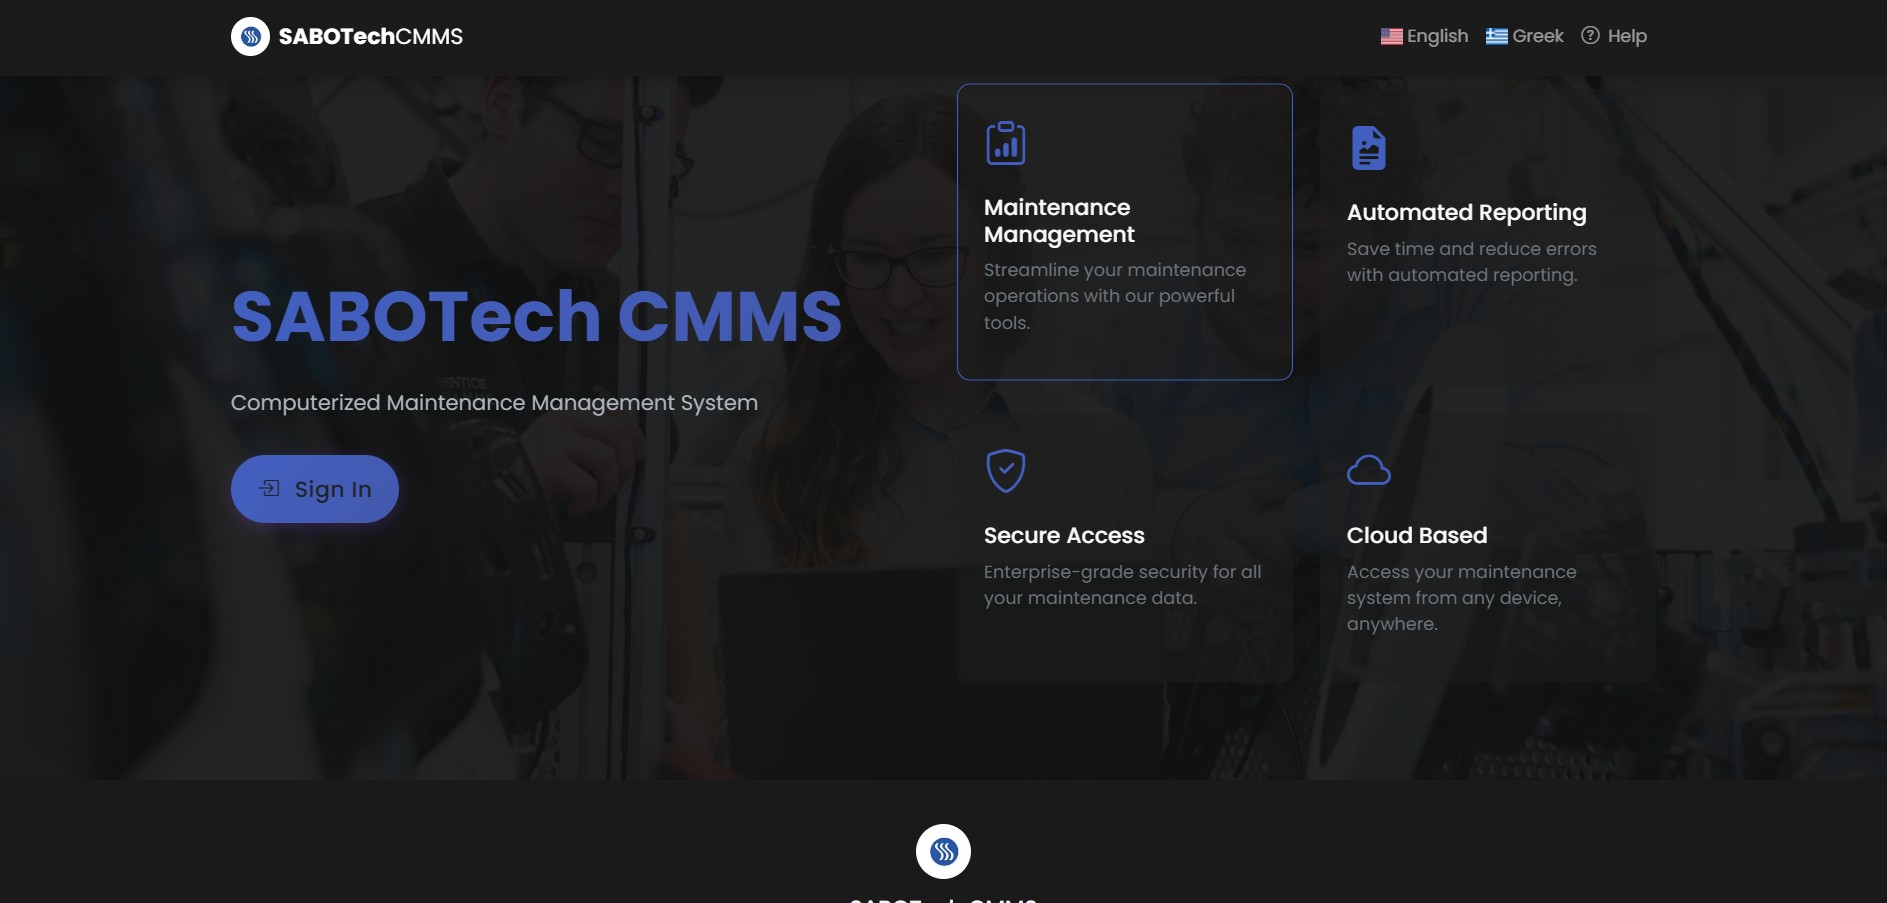 SABOTechCMMS
English
Greek
Help
SABOTech CMMS
Computerized Maintenance Management System
Sign In
Maintenance
Management
Streamline your maintenance
operations with our powerful
tools.
Automated Reporting
Save time and reduce errors
with automated reporting.
Secure Access
Enterprise-grade security for all
your maintenance data.
Cloud Based
Access your maintenance
system from any device,
anywhere.
SABOTech CMMS